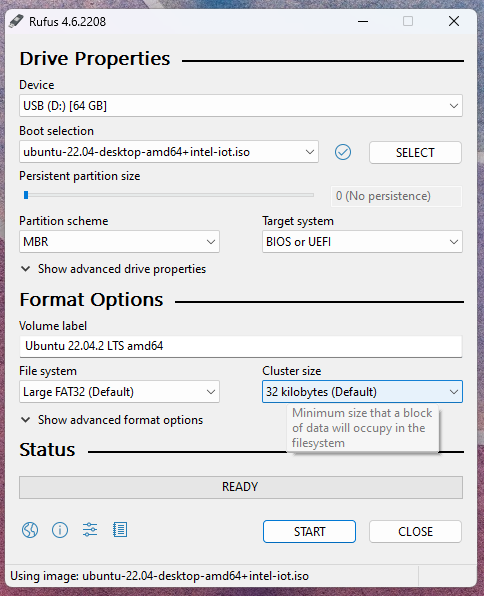 Rufus 4.6.2208
Drive Properties
Device
USB (D:) [64 GB]
Boot selection
ubuntu-22.04-desktop-amd64+intel-iot.iso
SELECT
Persistent partition size
0 (No persistence)
Partition scheme
Target system
MBR
BIOS or UEFI
Show advanced drive properties
Format Options
Volume label
Ubuntu 22.04.2 LTS amd64
File system
Cluster size
Large FAT32 (Default)
32 kilobytes (Default)
Minimum size that a block
of data will occupy in the
filesystem
Show advanced format options
Status
READY
START
CLOSE
Using image: ubuntu-22.04-desktop-amd64+intel-iot.iso